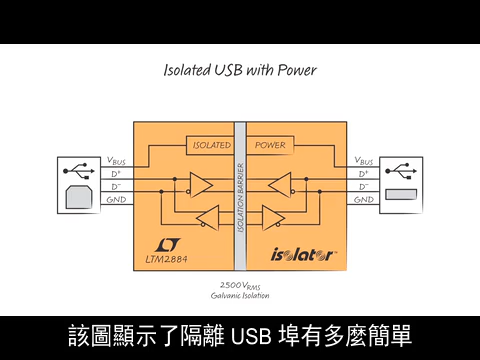 Isolated USB with Power
ISOLATED POWER
VBUS
D+
D−
GND
ISOLATION BARRIER
VBUS
D+
D−
GND
LTM2884
isolator™
2500VRMS
Galvanic Isolation
該圖顯示了隔離 USB 埠有多麼簡單